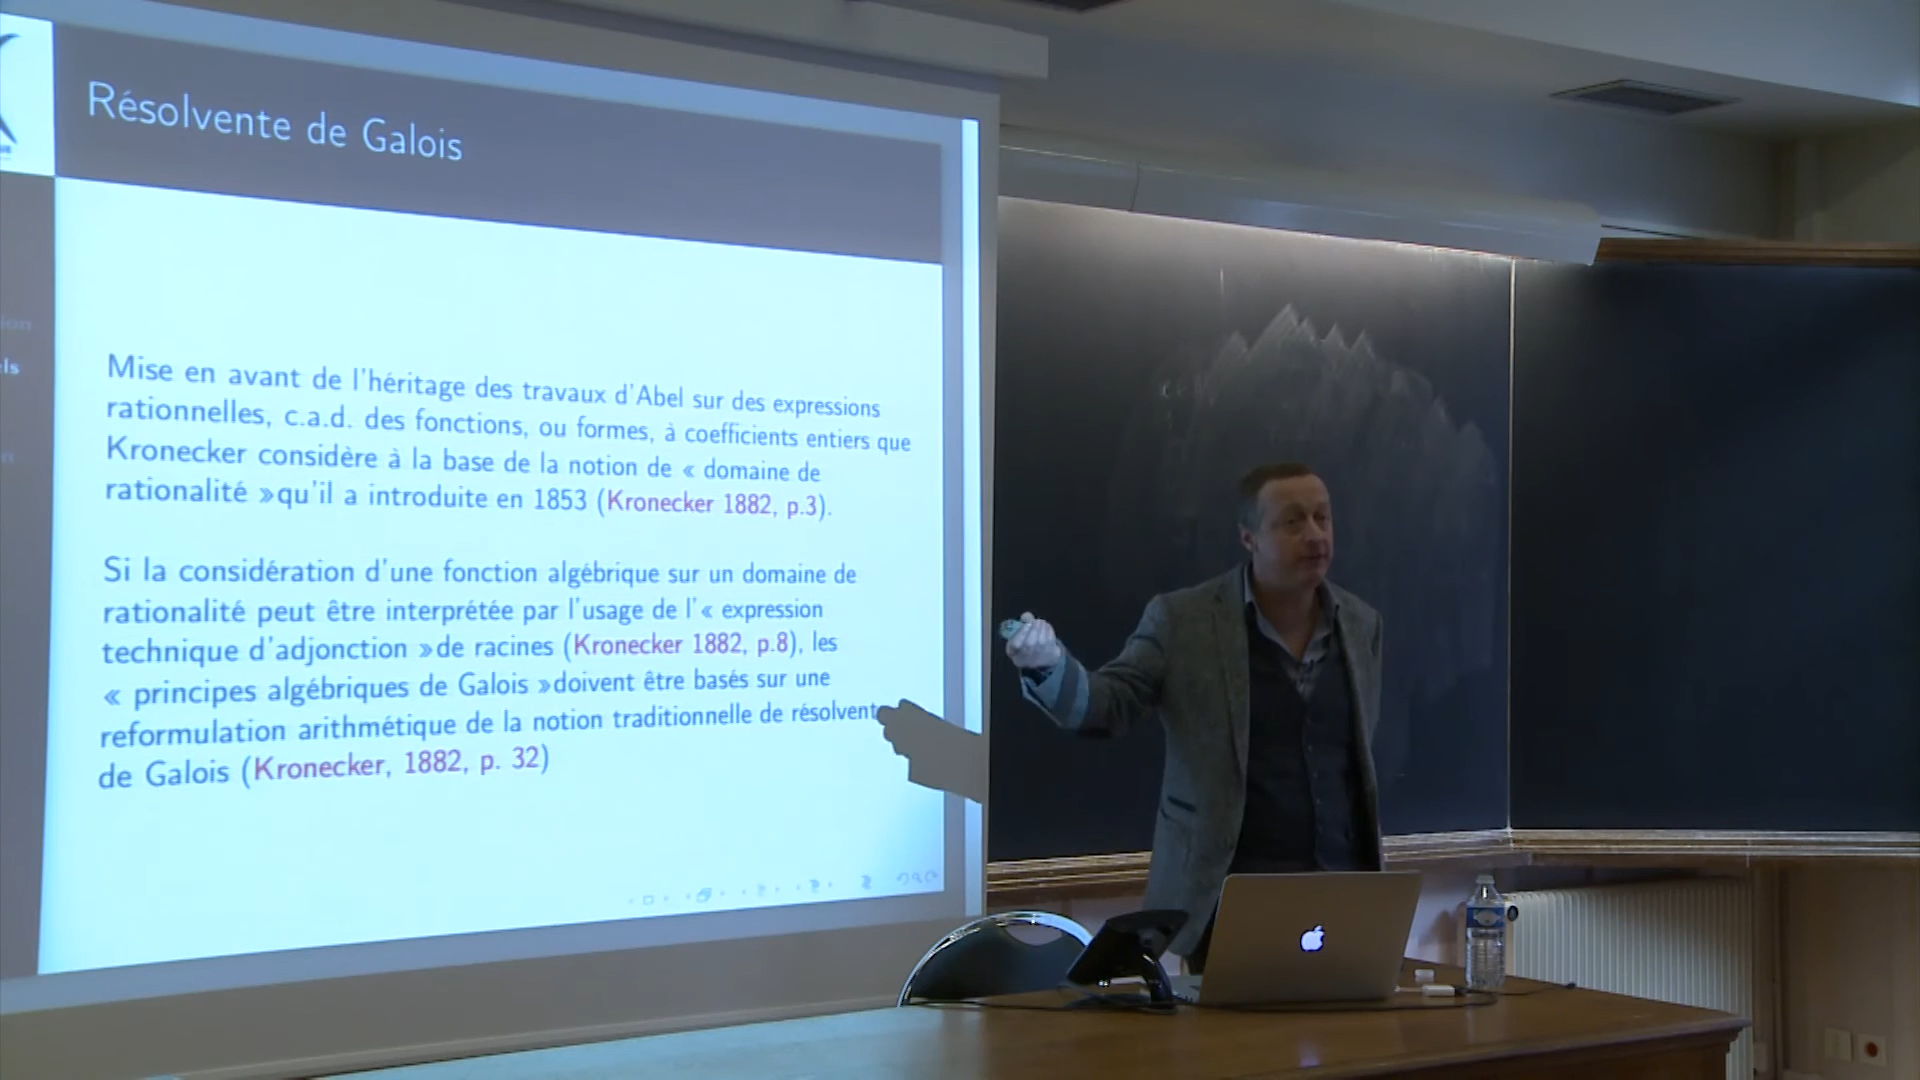 Résolvente de Galois
Mise en avant de l'héritage des travaux d'Abel sur des expressions
rationnelles, c.a.d. des fonctions, ou formes, à coefficients entiers que
Kronecker considère à la base de la notion de « domaine de
rationalité »qu'il a introduite en 1853 (Kronecker 1882, p.3).
Si la considération d'une fonction algébrique sur un domaine de
rationalité peut être interprétée par l'usage de l'« expression
technique d'adjonction »de racines (Kronecker 1882, p.8), les
« principes algébriques de Galois »doivent être basés sur une
reformulation arithmétique de la notion traditionnelle de résolvent
de Galois (Kronecker, 1882, p. 32)